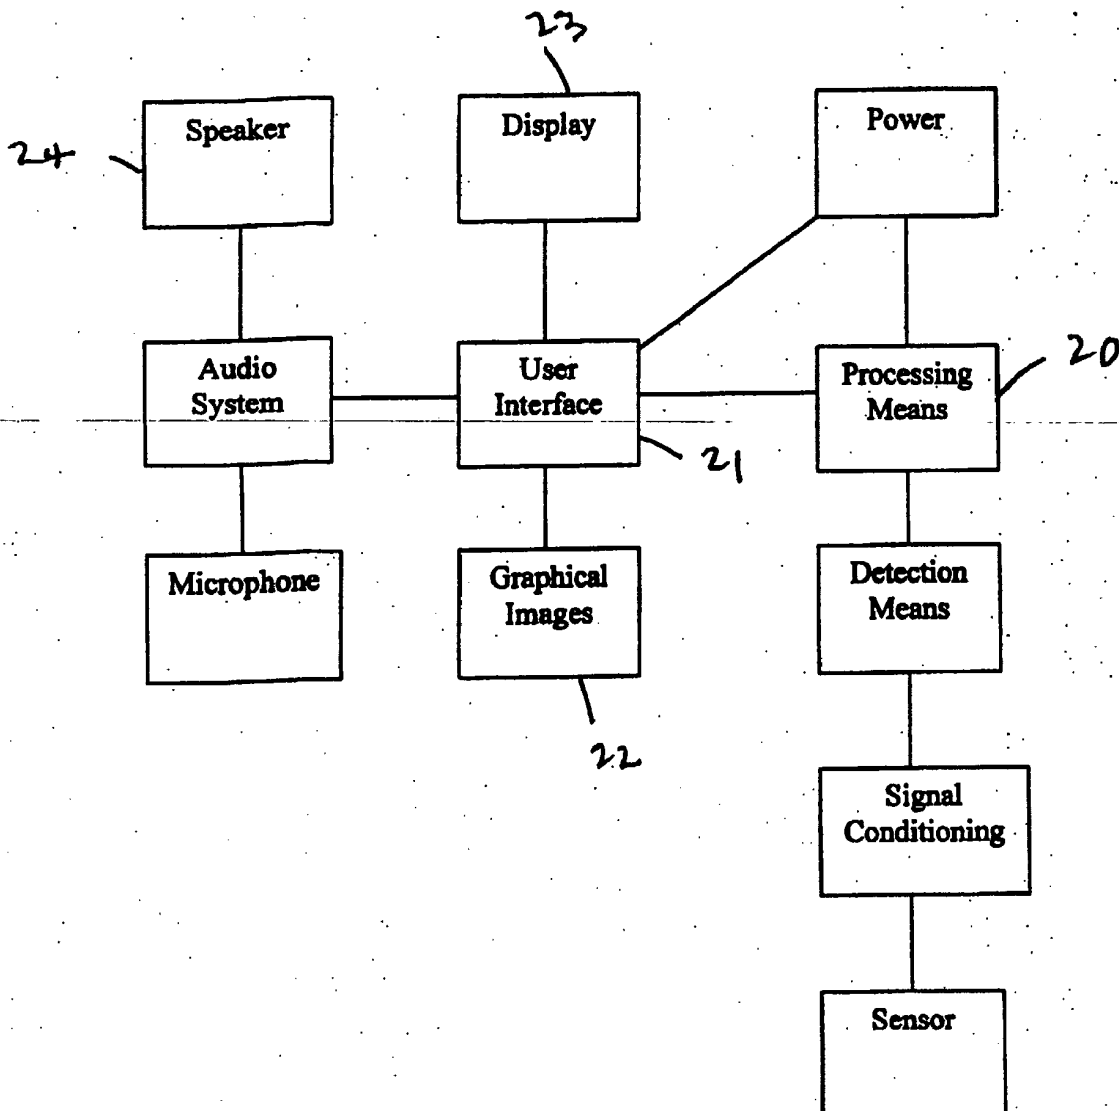 23
Speaker
Display
Power
24
Audio
System
User
Interface
Processing
Means
20
21
Microphone
Graphical
Images
Detection
Means
22
Signal
Conditioning
Sensor